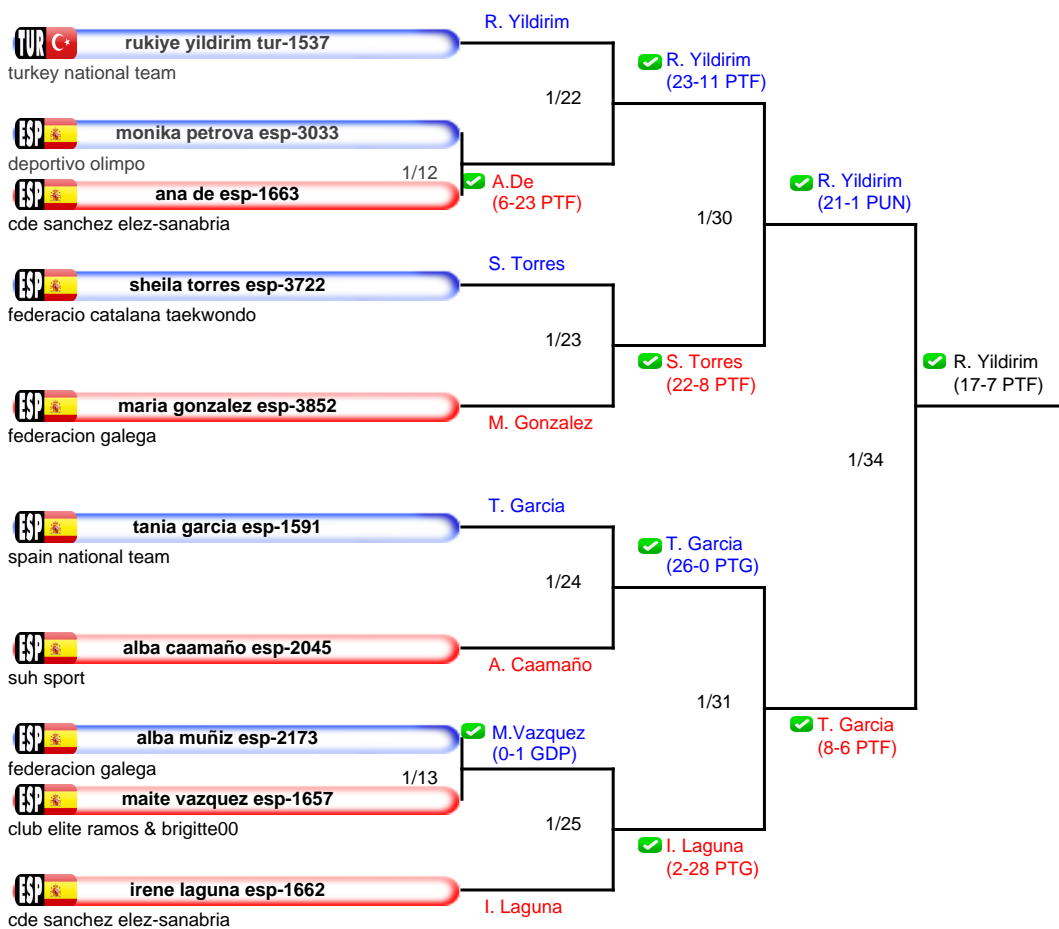 R. Yildirim
TUR rukiye yildirim tur-1537
turkey national team
R. Yildirim
(23-11 PTF)
1/22
ESP monika petrova esp-3033
deportivo olimpo
1/12
A.De
(6-23 PTF)
ESP ana de esp-1663
cde sanchez elez-sanabria
R. Yildirim
(21-1 PUN)
1/30
S. Torres
ESP sheila torres esp-3722
federacio catalana taekwondo
1/23
S. Torres
(22-8 PTF)
R. Yildirim
(17-7 PTF)
ESP maria gonzalez esp-3852
M. Gonzalez
federacion galega
1/34
T. Garcia
ESP tania garcia esp-1591
spain national team
T. Garcia
(26-0 PTG)
1/24
ESP alba caamaño esp-2045
A. Caamaño
suh sport
1/31
T. Garcia
(8-6 PTF)
ESP alba muñiz esp-2173
M.Vazquez
(0-1 GDP)
federacion galega
1/13
ESP maite vazquez esp-1657
club elite ramos & brigitte00
1/25
I. Laguna
(2-28 PTG)
ESP irene laguna esp-1662
I. Laguna
cde sanchez elez-sanabria